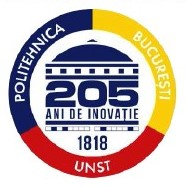 POLITEHNICA
BUCUREȘTI
205
ANI DE INOVAȚIE
1818
UNST